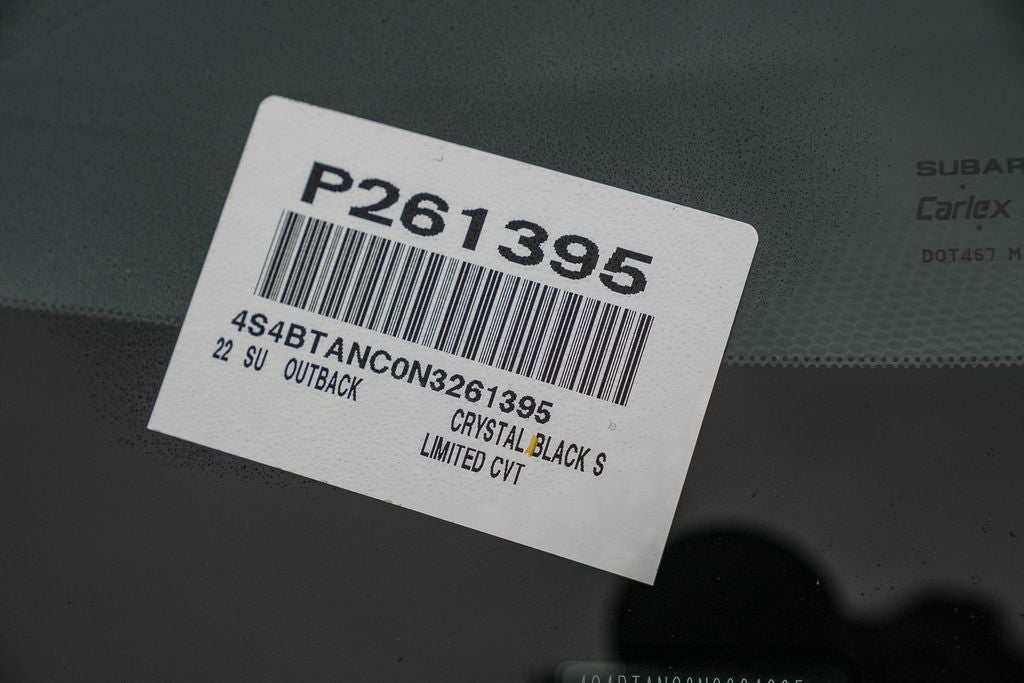 P261395
4S4BTANC0N3261395
22 SU OUTBACK
CRYSTAL BLACK S
LIMITED CVT
SUBAR
Carlex
DOT467 M